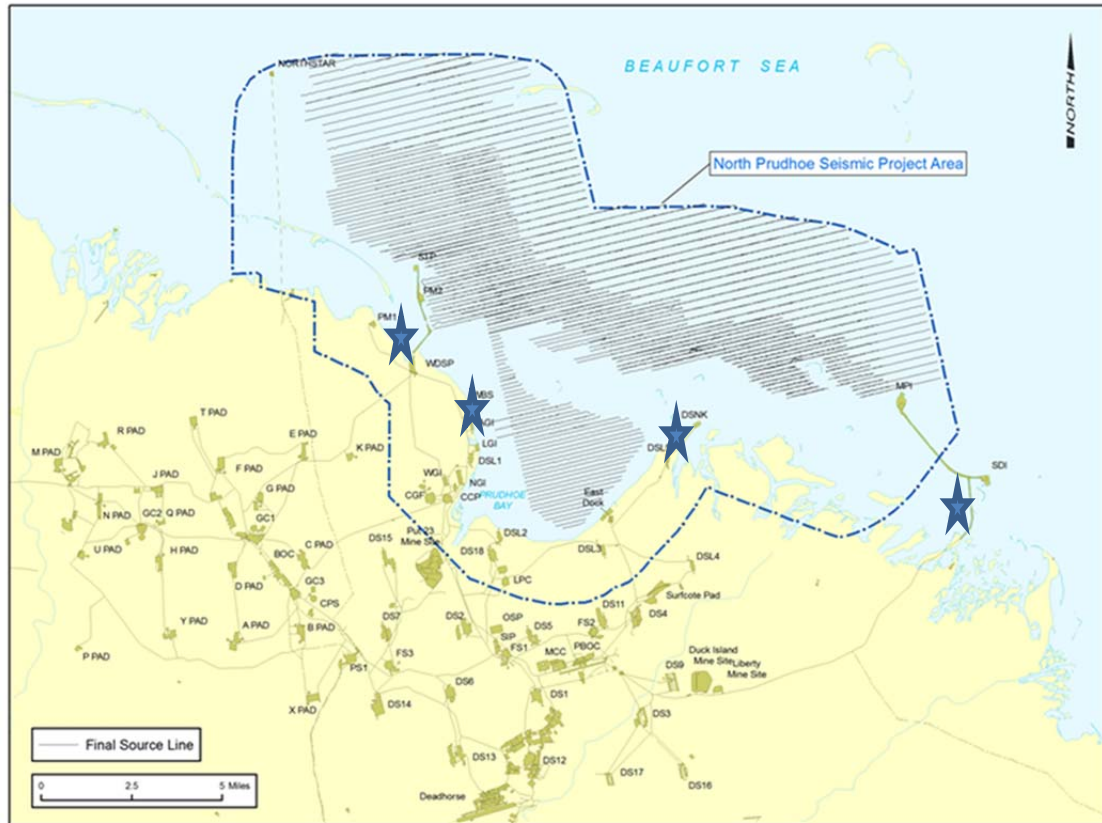 NORTHSTAR
BEAUFORT SEA
NORTH
North Prudhoe Seismic Project Area
STP
PM2
PM1
WDSP
MPI
DSNK
LGI
DSL1
SDI
T PAD
R PAD
E PAD
K PAD
M PAD
F PAD
J PAD
WGI
NGI
G PAD
CGF
CCP
PRUDHOE
BAY
East
Dock
N PAD
GC2
Q PAD
GC1
U PAD
H PAD
BOC
C PAD
DS15
Mine Site
DS18
DSL2
DSL3
DSL4
D PAD
GC3
CPS
LPC
Surfcote Pad
Y PAD
A PAD
B PAD
DS7
DS2
OSP
SIP
FS1
DS5
DS11
FS2
DS4
P PAD
PS1
FS3
MCC
PBOC
Duck Island
Mine Site
Liberty
Mine Site
DS9
X PAD
DS14
DS6
DS1
DS3
DS13
DS12
DS17
DS16
Deadhorse
Final Source Line
0
2.5
5 Miles